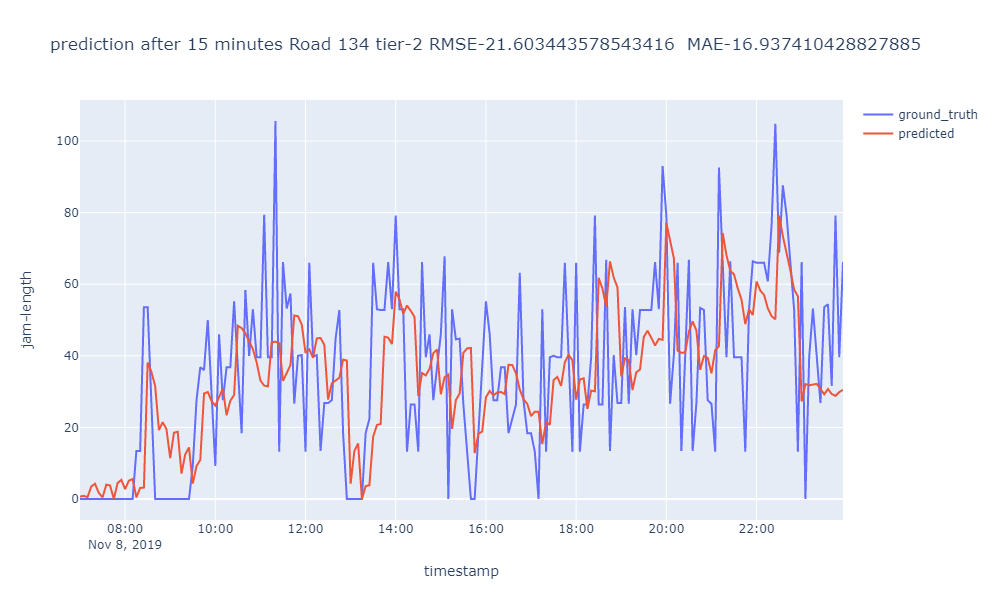 prediction after 15 minutes Road 134 tier-2 RMSE-21.603443578543416  MAE-16.937410428827885
ground_truth
predicted
100
80
60
40
20
0
jam-length
08:00 10:00 12:00 14:00 16:00 18:00 20:00 22:00
Nov 8, 2019
timestamp